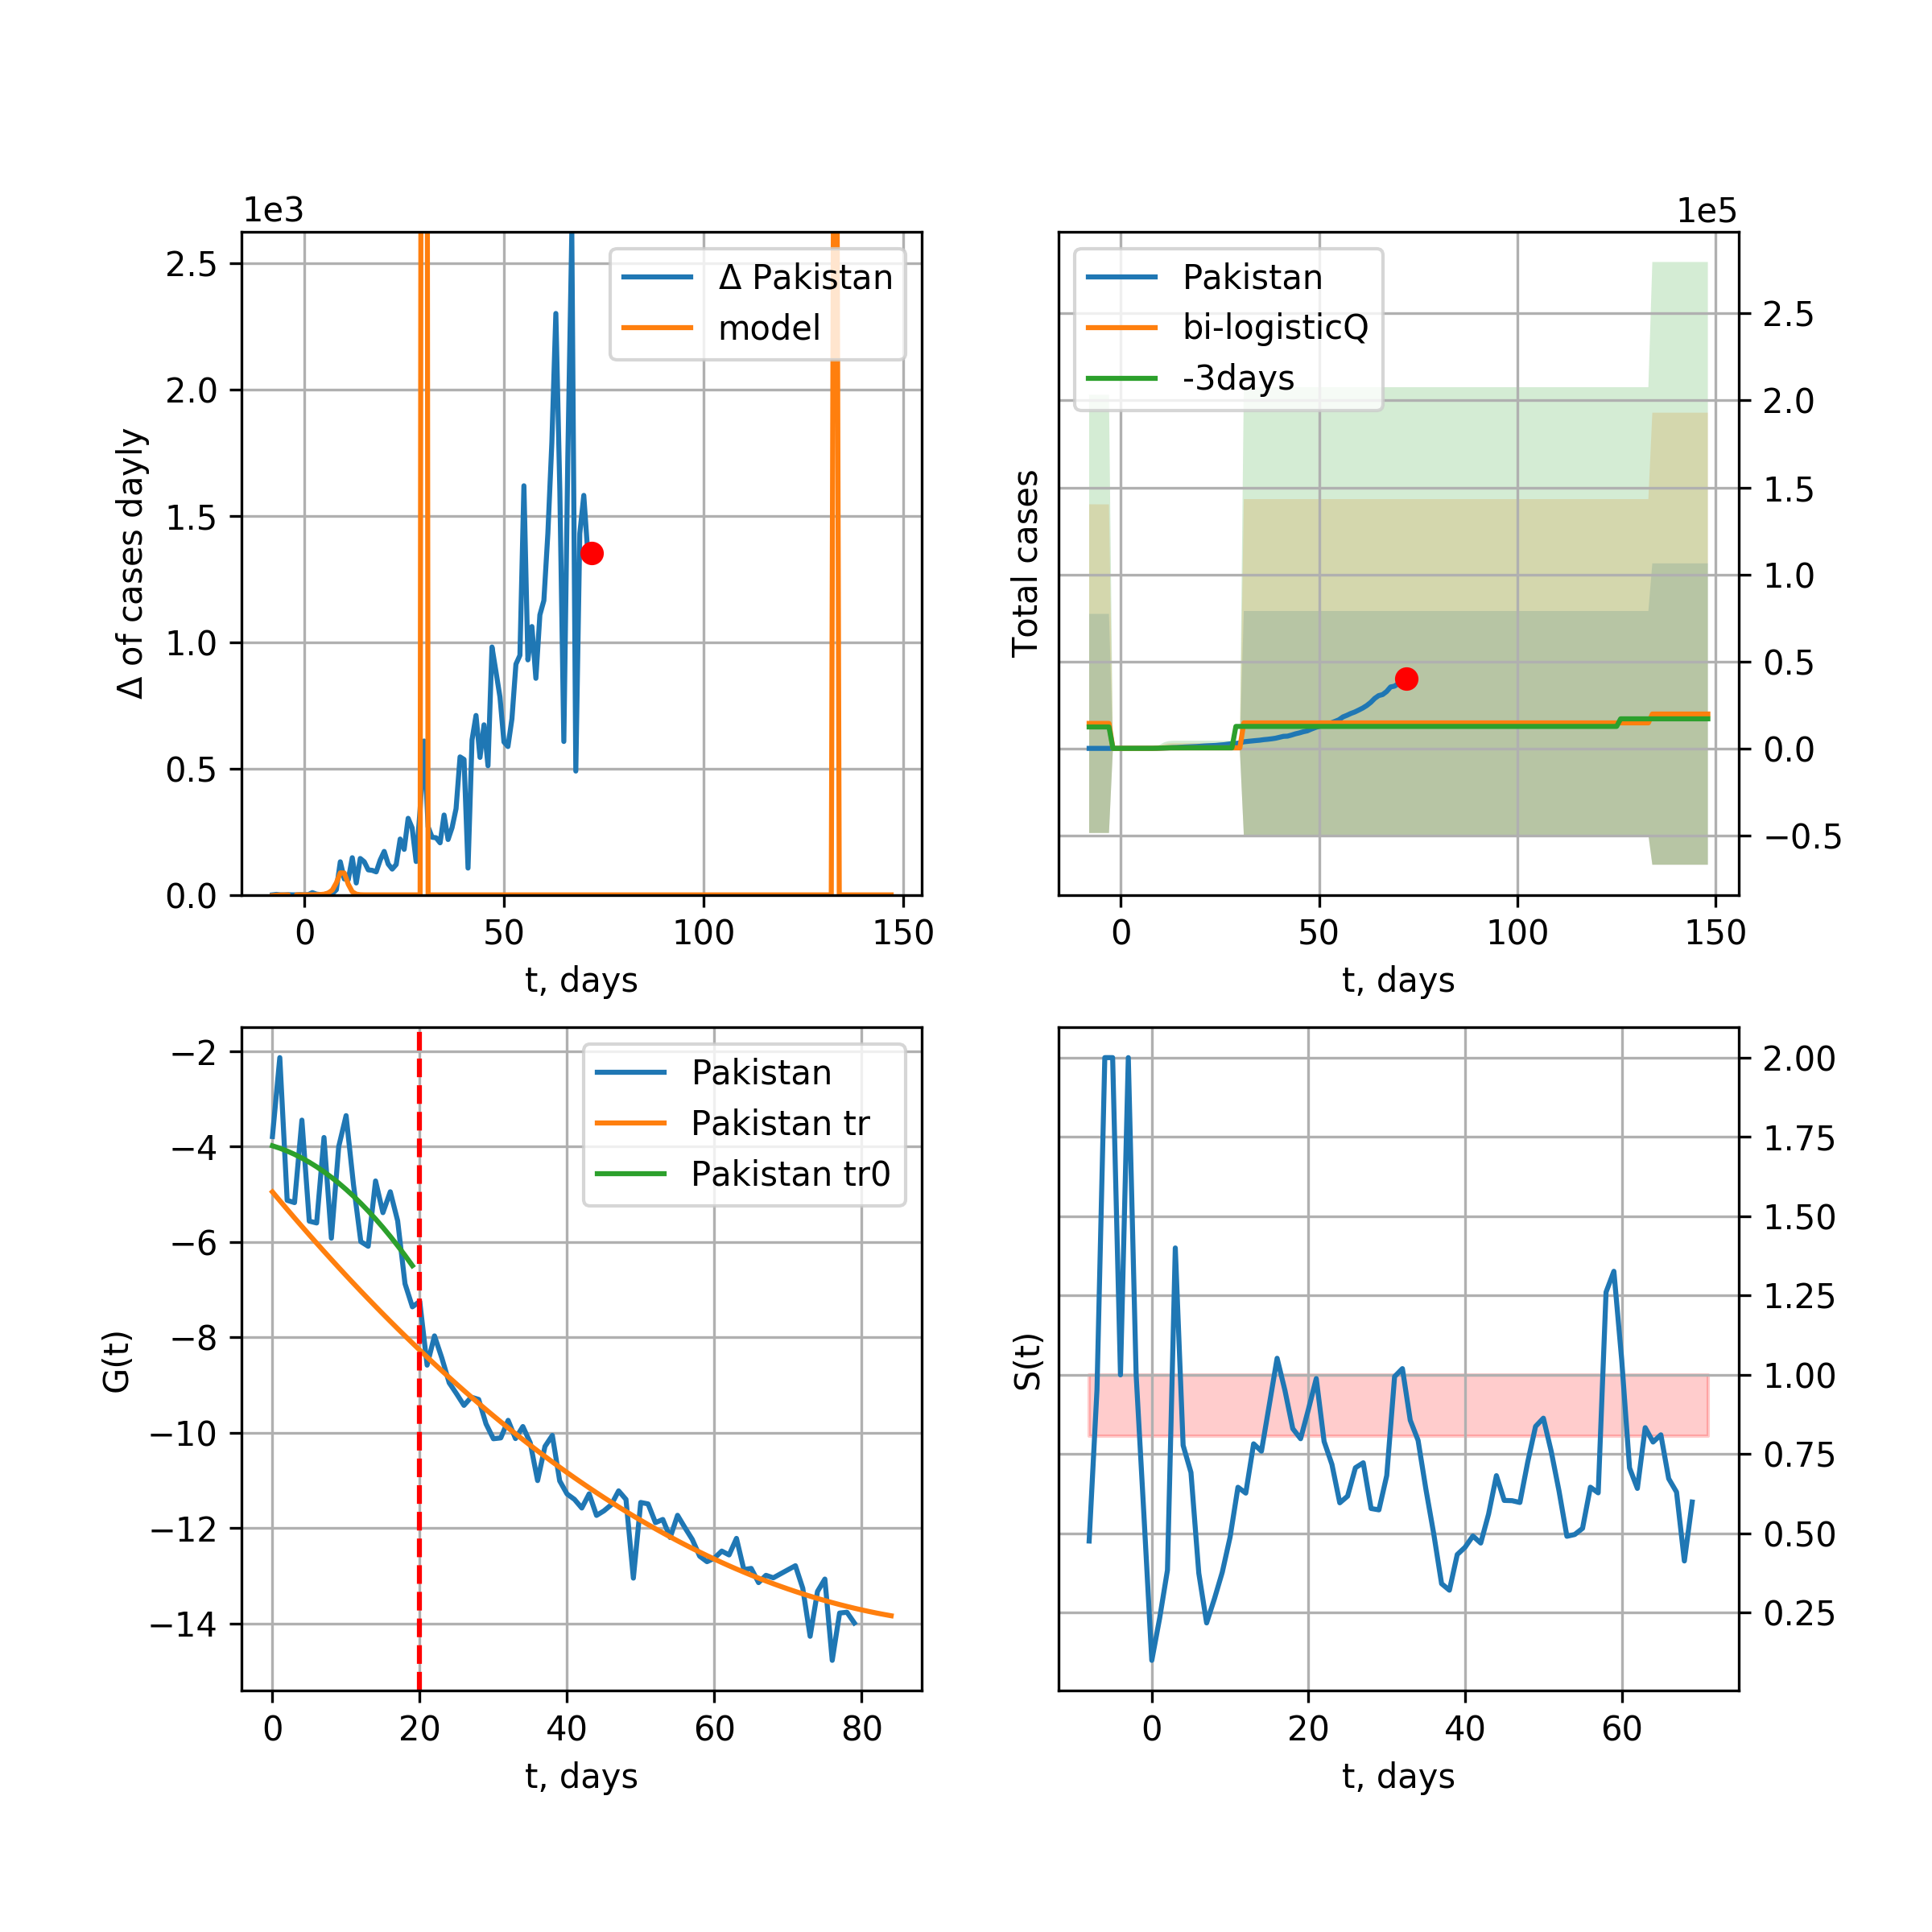 1e3
2.5
2.0
1.5
1.0
0.5
0.0
Δ of cases dayly
Δ Pakistan
model
0 50 100 150
t, days
1e5
Total cases
Pakistan
bi-logisticQ
-3days
2.5
2.0
1.5
1.0
0.5
0.0
−0.5
0 50 100 150
t, days
−2
−4
−6
−8
−10
−12
−14
G(t)
Pakistan
Pakistan tr
Pakistan tr0
0 20 40 60 80
t, days
S(t)
2.00
1.75
1.50
1.25
1.00
0.75
0.50
0.25
0 20 40 60
t, days